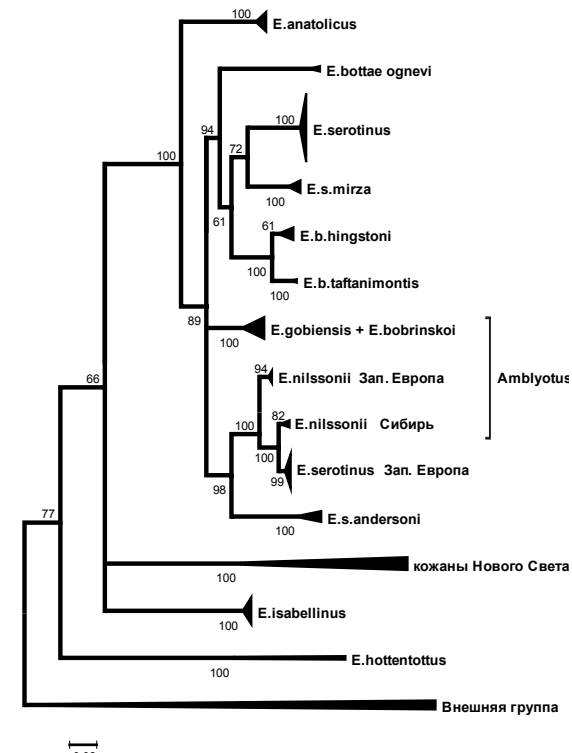 100
E.anatolicus
E.bottae ognevi
94
100
E.serotinus
72
100
E.s.mirza
100
61
61
E.b.hingstoni
100
E.b.taftanimontis
100
89
E.gobiensis + E.bobrinskoi
100
94
E.nilssonii Зап. Европа
Amblyotus
82
E.nilssonii Сибирь
100
100
E.serotinus Зап. Европа
99
98
E.s.andersoni
100
66
77
кожаны Нового Света
100
E.isabellinus
100
E.hottentottus
100
Внешняя группа